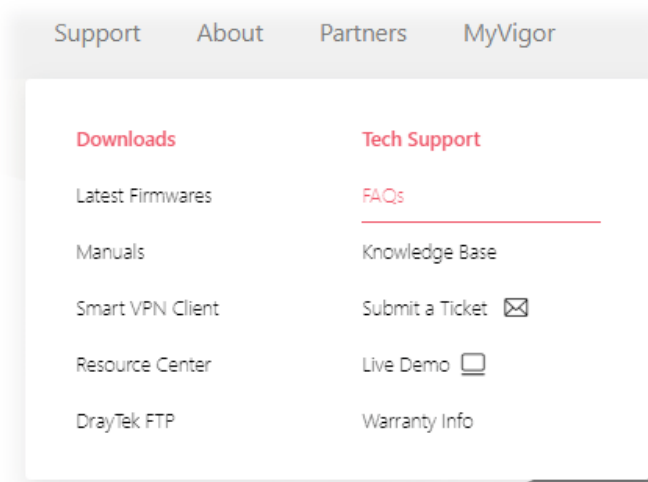 Support About Partners MyVigor
Downloads
Latest Firmwares
Manuals
Smart VPN Client
Resource Center
DrayTek FTP
Tech Support
FAQs
Knowledge Base
Submit a Ticket
Live Demo
Warranty Info